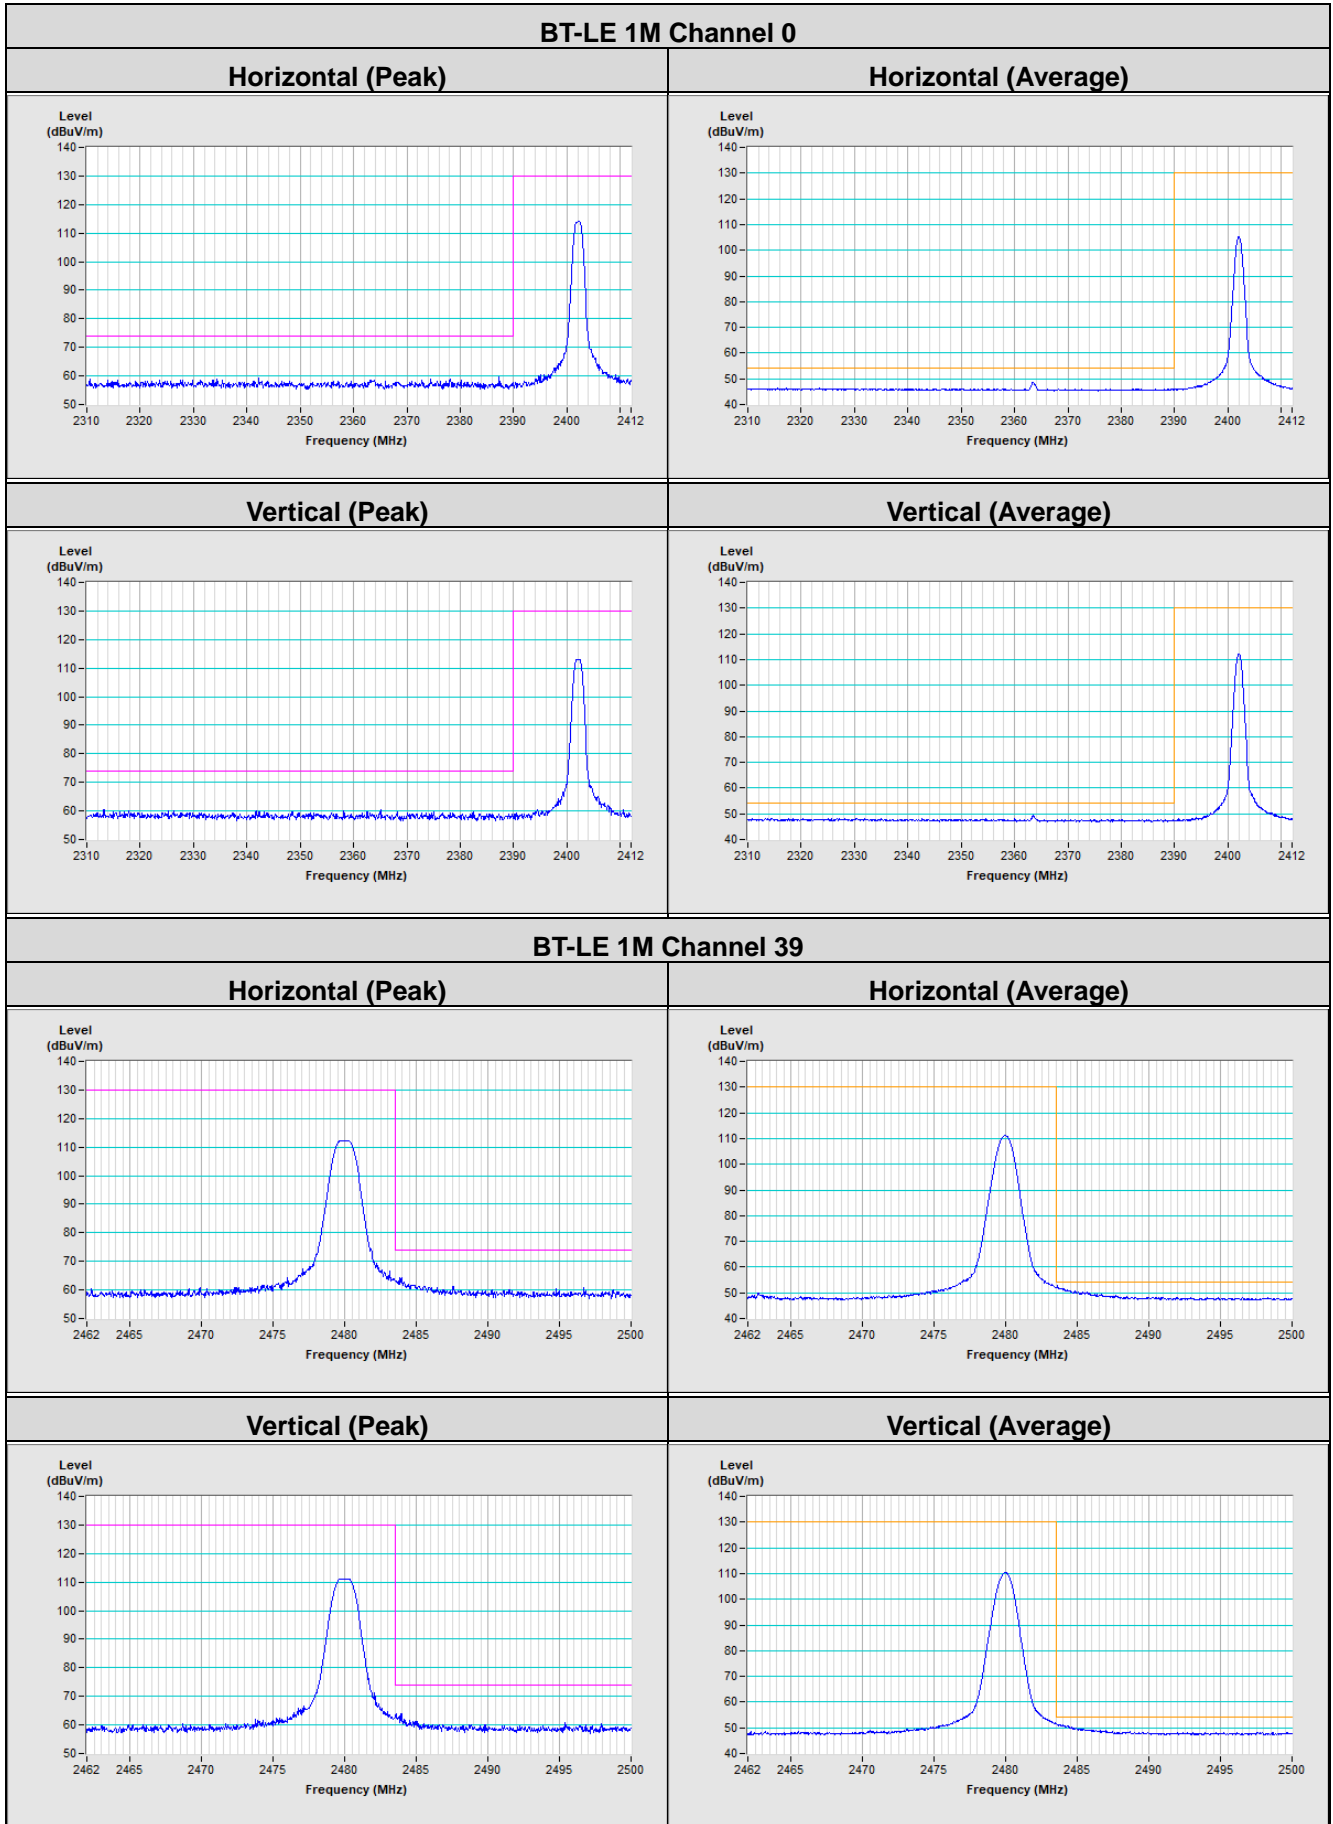 BT-LE 1M Channel 0
Horizontal (Peak)
Horizontal (Average)
Level
(dBuV/m)
140
130
120
110
100
90
80
70
60
50
2310 2320 2330 2340 2350 2360 2370 2380 2390 2400 2412
Frequency (MHz)
Level
(dBuV/m)
140
130
120
110
100
90
80
70
60
50
40
2310 2320 2330 2340 2350 2360 2370 2380 2390 2400 2412
Frequency (MHz)
Vertical (Peak)
Vertical (Average)
Level
(dBuV/m)
140
130
120
110
100
90
80
70
60
50
2310 2320 2330 2340 2350 2360 2370 2380 2390 2400 2412
Frequency (MHz)
Level
(dBuV/m)
140
130
120
110
100
90
80
70
60
50
40
2310 2320 2330 2340 2350 2360 2370 2380 2390 2400 2412
Frequency (MHz)
BT-LE 1M Channel 39
Horizontal (Peak)
Horizontal (Average)
Level
(dBuV/m)
140
130
120
110
100
90
80
70
60
50
2462 2465 2470 2475 2480 2485 2490 2495 2500
Frequency (MHz)
Level
(dBuV/m)
140
130
120
110
100
90
80
70
60
50
40
2462 2465 2470 2475 2480 2485 2490 2495 2500
Frequency (MHz)
Vertical (Peak)
Vertical (Average)
Level
(dBuV/m)
140
130
120
110
100
90
80
70
60
50
2462 2465 2470 2475 2480 2485 2490 2495 2500
Frequency (MHz)
Level
(dBuV/m)
140
130
120
110
100
90
80
70
60
50
40
2462 2465 2470 2475 2480 2485 2490 2495 2500
Frequency (MHz)